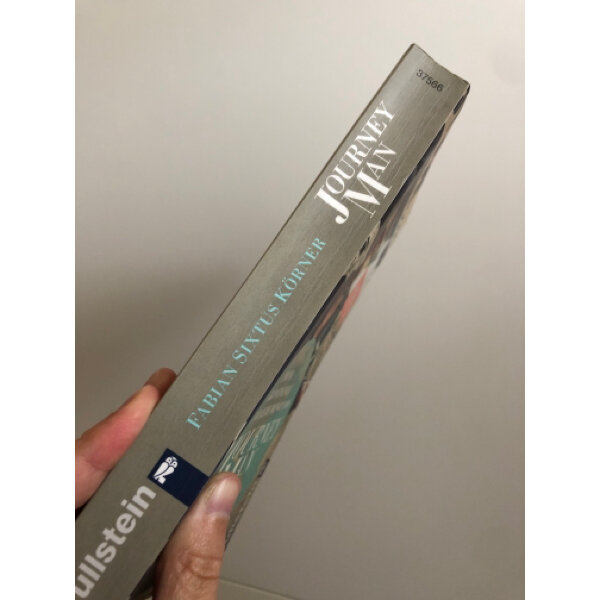 37566
JOURNEY
MAN
FABIAN SIXTUS KÖRNER
ullstein